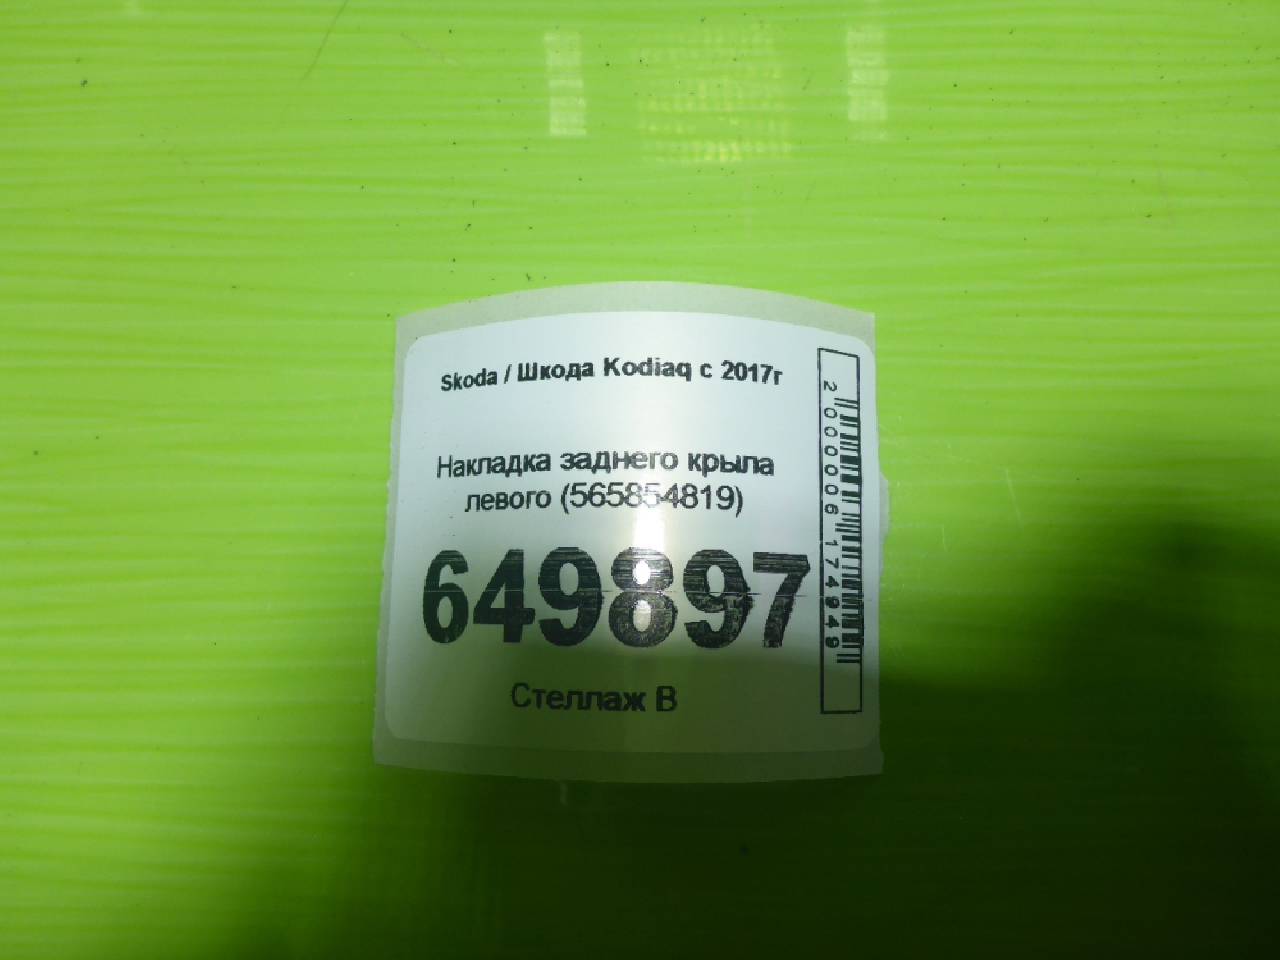 Skoda / Шкода Kodiaq с 2017г
Накладка заднего крыла
левого (565854819)
649897
Стеллаж В
2000006174949